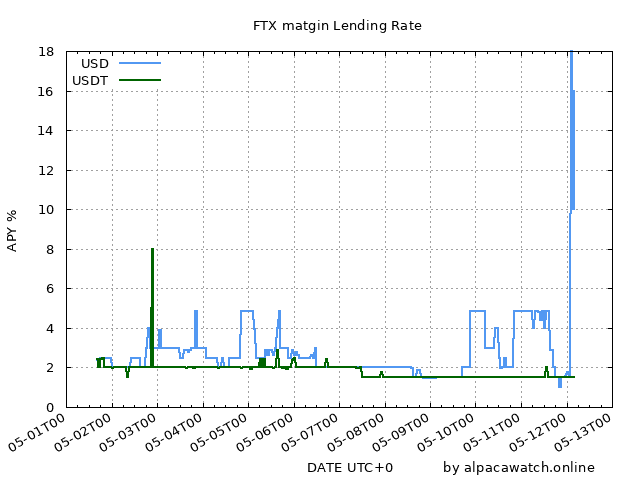 FTX matgin Lending Rate
USD
USDT
18
16
14
12
10
8
6
4
2
0
APY %
05-01T00
05-02T00
05-03T00
05-04T00
05-05T00
05-06T00
05-07T00
05-08T00
05-09T00
05-10T00
05-11T00
05-12T00
05-13T00
DATE UTC+0
by alpacawatch.online